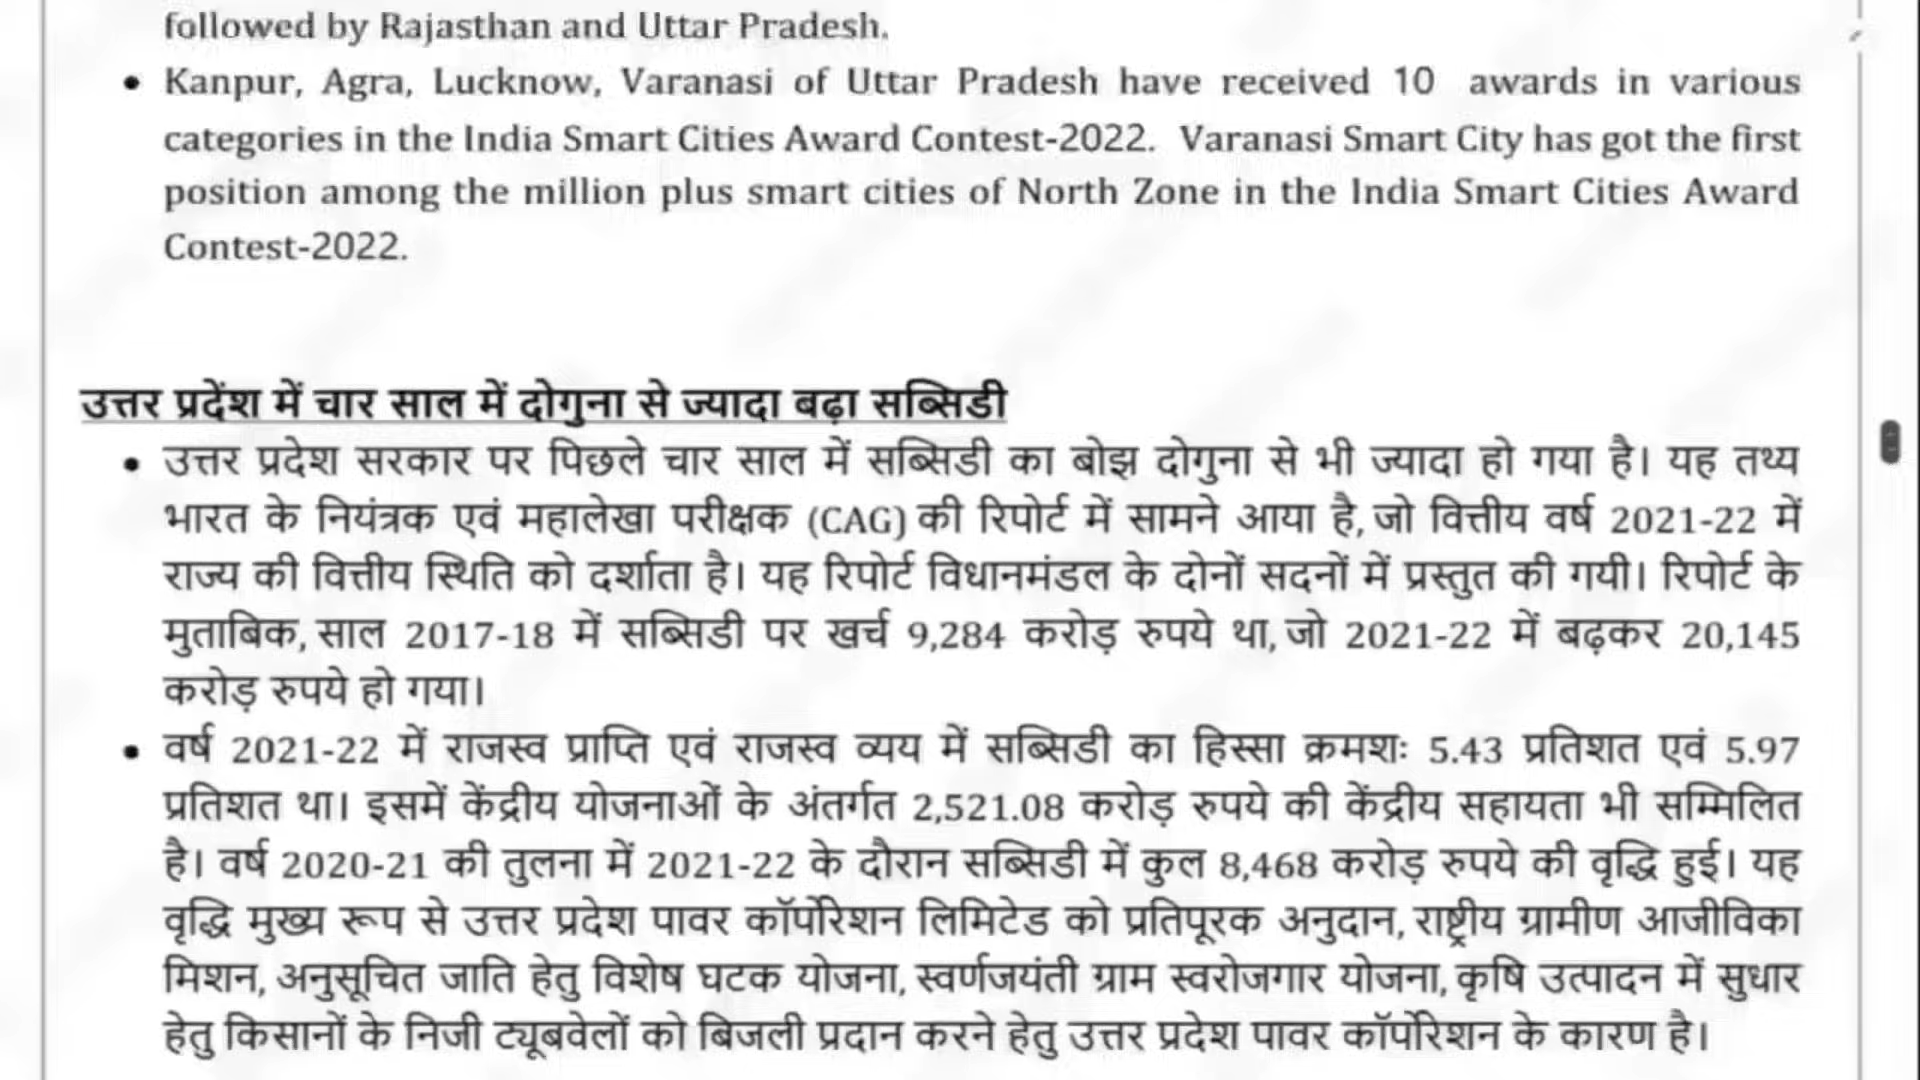 followed by Rajasthan and Uttar Pradesh.
• Kanpur, Agra, Lucknow, Varanasi of Uttar Pradesh have received 10 awards in various
categories in the India Smart Cities Award Contest-2022. Varanasi Smart City has got the first
position among the million plus smart cities of North Zone in the India Smart Cities Award
Contest-2022.
उत्तर प्रदेंश में चार साल में दोगुना से ज्यादा बढ़ा सब्सिडी
• उत्तर प्रदेश सरकार पर पिछले चार साल में सब्सिडी का बोझ दोगुना से भी ज्यादा हो गया है। यह तथ्य
भारत के नियंत्रक एवं महालेखा परीक्षक (CAG) की रिपोर्ट में सामने आया है, जो वित्तीय वर्ष 2021-22 में
राज्य की वित्तीय स्थिति को दर्शाता है। यह रिपोर्ट विधानमंडल के दोनों सदनों में प्रस्तुत की गयी। रिपोर्ट के
मुताबिक, साल 2017-18 में सब्सिडी पर खर्च 9,284 करोड़ रुपये था, जो 2021-22 में बढ़कर 20,145
करोड़ रुपये हो गया।
• वर्ष 2021-22 में राजस्व प्राप्ति एवं राजस्व व्यय में सब्सिडी का हिस्सा क्रमशः 5.43 प्रतिशत एवं 5.97
प्रतिशत था। इसमें केंद्रीय योजनाओं के अंतर्गत 2,521.08 करोड़ रुपये की केंद्रीय सहायता भी सम्मिलित
है। वर्ष 2020-21 की तुलना में 2021-22 के दौरान सब्सिडी में कुल 8,468 करोड़ रुपये की वृद्धि हुई। यह
वृद्धि मुख्य रूप से उत्तर प्रदेश पावर कॉर्पोरेशन लिमिटेड को प्रतिपूरक अनुदान, राष्ट्रीय ग्रामीण आजीविका
मिशन, अनुसूचित जाति हेतु विशेष घटक योजना, स्वर्णजयंती ग्राम स्वरोजगार योजना, कृषि उत्पादन में सुधार
हेतु किसानों के निजी ट्यूबवेलों को बिजली प्रदान करने हेतु उत्तर प्रदेश पावर कॉर्पोरेशन के कारण है।